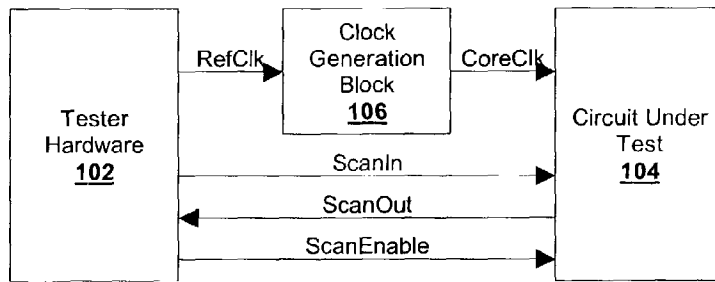 Tester
Hardware
102
RefClk
Clock
Generation
Block
106
CoreClk
Circuit Under
Test
104
ScanIn
ScanOut
ScanEnable